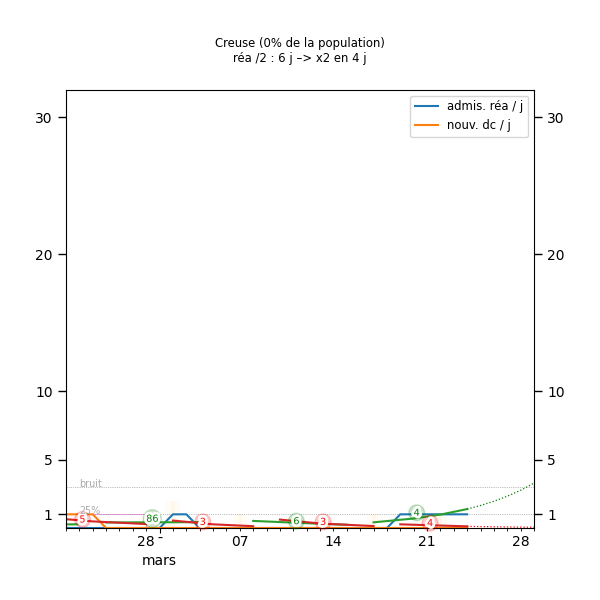 Creuse (0% de la population)
réa /2 : 6 j –> x2 en 4 j
admis. réa / j
nouv. dc / j
30 30
20 20
10 10
5 5
bruit
25%
1 1
5 86 3 6 3 4 4
28 07 14 21 28
mars